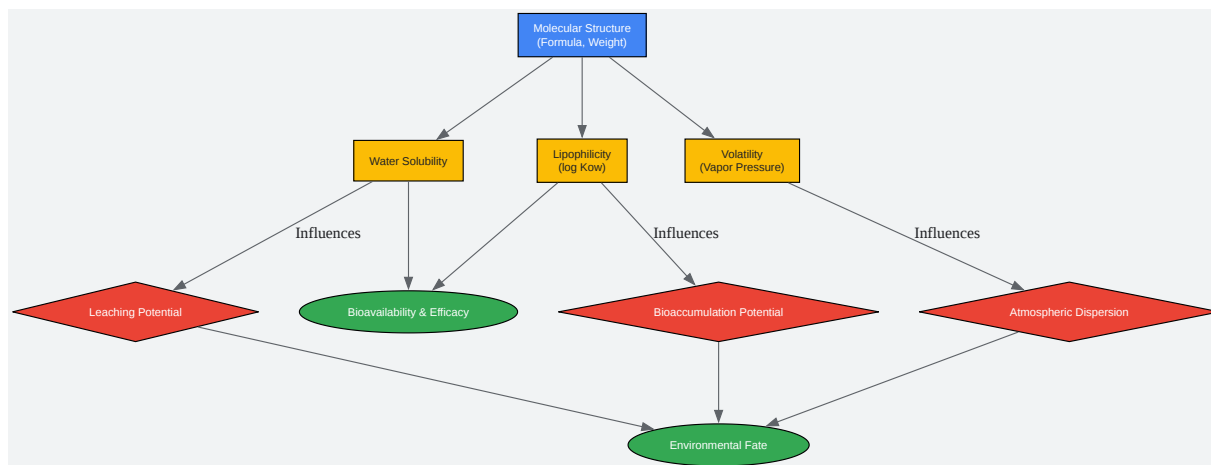 Molecular Structure
(Formula, Weight)
Water Solubility
Lipophilicity
(log Kow)
Volatility
(Vapor Pressure)
Influences
Influences
Influences
Leaching Potential
Bioavailability & Efficacy
Bioaccumulation Potential
Atmospheric Dispersion
Environmental Fate